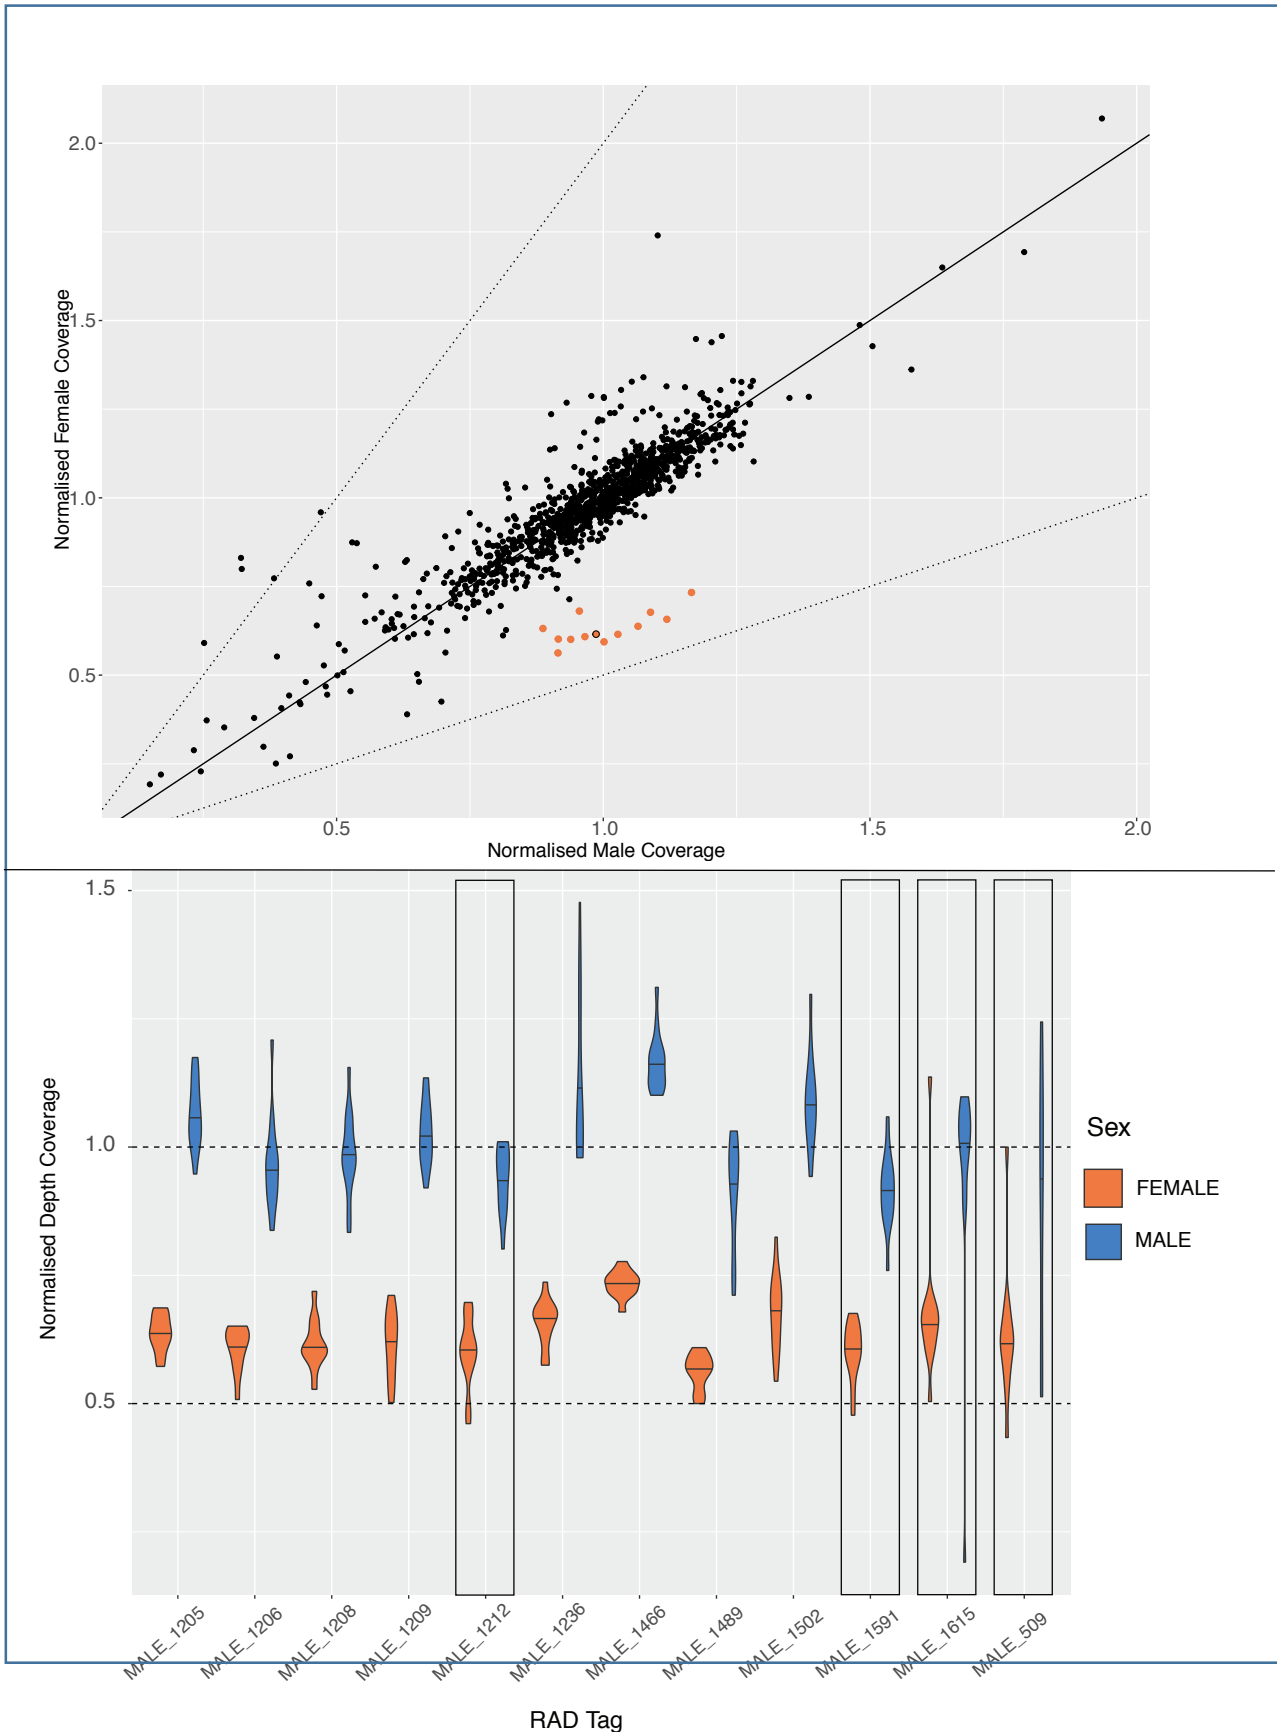 2.0
1.5
1.0
0.5
Normalised Female Coverage
0.5 1.0 1.5 2.0
Normalised Male Coverage
1.5
1.0
0.5
Normalised Depth Coverage
Sex
FEMALE
MALE
MALE_1205 MALE_1206 MALE_1208 MALE_1209 MALE_1212 MALE_1236 MALE_1466 MALE_1489 MALE_1502 MALE_1591 MALE_1615 MALE_509
RAD Tag